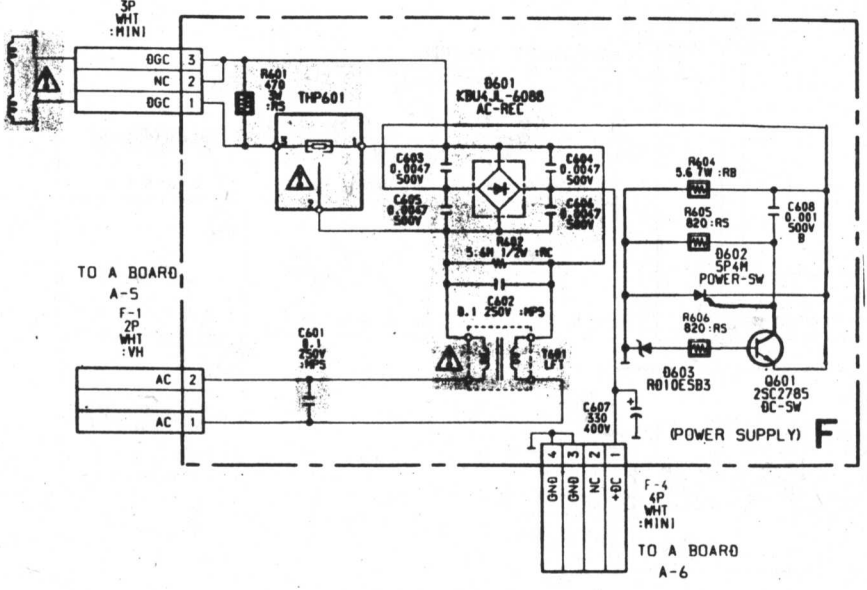 3P
WHT
:MINI
DGC 3
NC 2
DGC 1
R601
470
3W
:RS
THP601
3
1
2
D601
KBU4JL-6088
AC-REC
C603
0.0047
500V
C604
0.0047
500V
C605
0.0047
500V
C606
0.0047
500V
R602
5.6M 1/2W :RC
C602
0.1 250V :MPS
R604
5.6 7W :RB
R605
820 :RS
C608
0.001
500V
B
D602
5P4M
POWER-SW
R606
820 :RS
D603
RD10ESB3
Q601
2SC2785
DC-SW
TO A BOARD
A-5
F-1
2P
WHT
:VH
AC 2
AC 1
C601
0.1
250V
:MPS
T601
LFT
C607
330
400V
+
(POWER SUPPLY) F
4 3 2 1
GND GND NC +DC
F-4
4P
WHT
:MINI
TO A BOARD
A-6